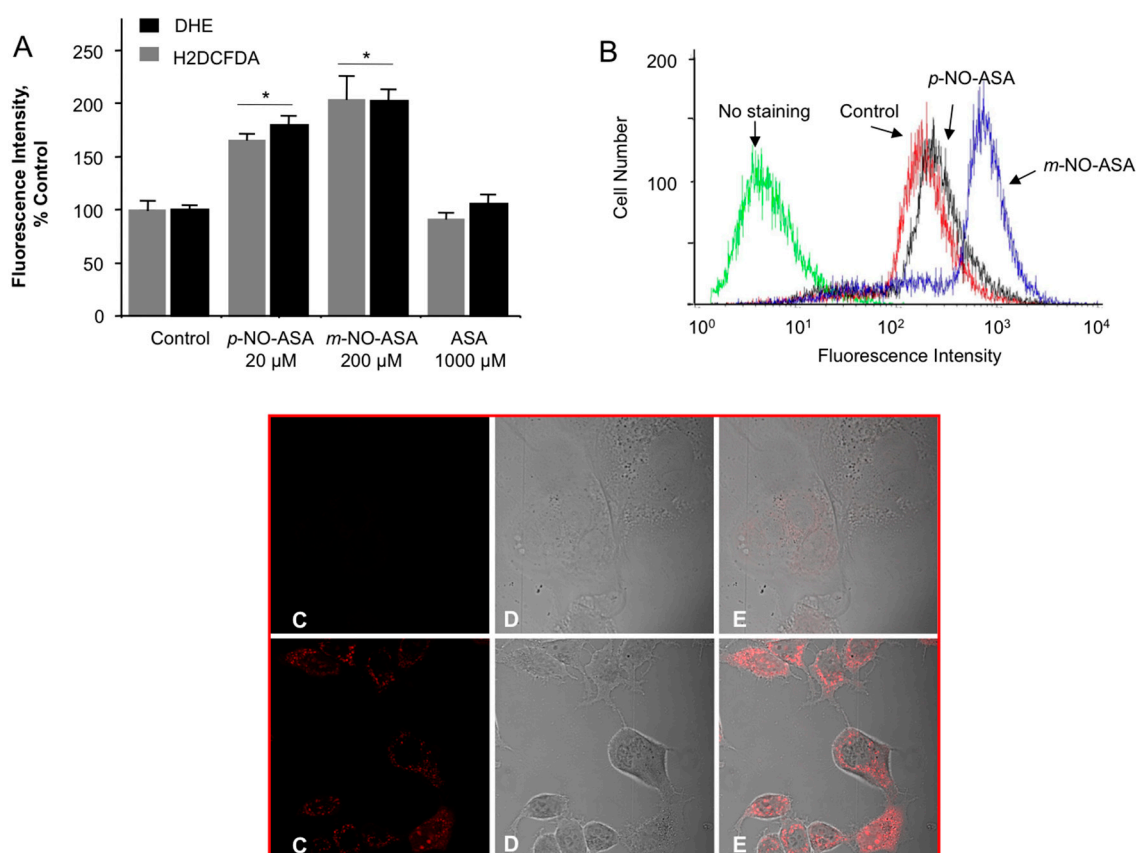 A
DHE
H2DCFDA
Fluorescence Intensity,
% Control
250
200
150
100
50
0
*
*
Control
p-NO-ASA
20 µM
m-NO-ASA
200 µM
ASA
1000 µM
B
200
100
0
Cell Number
No staining
Control
p-NO-ASA
m-NO-ASA
10⁰
10¹
10²
10³
10⁴
Fluorescence Intensity
C
D
E
C
D
E